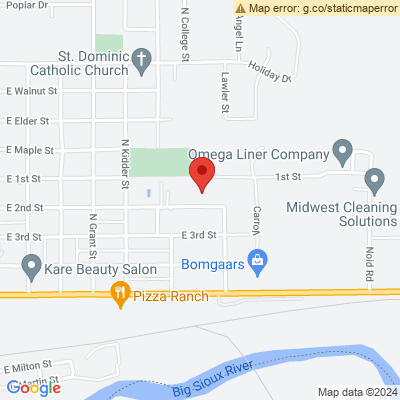 Map error: g.co/staticmaperror
Poplar Dr
N College St
Angel Ln
St. Dominic
Catholic Church
Holiday Dr
Lawler St
E Walnut St
E Elder St
N Kidder St
E Maple St
Omega Liner Company
E 1st St
1st St
Midwest Cleaning
Solutions
E 2nd St
N Grant St
Carroll
E 3rd St
E 3rd St
Noid Rd
Kare Beauty Salon
Bomgaars
Pizza Ranch
E Milton St
Martin St
Big Sioux River
Google
Map data ©2024